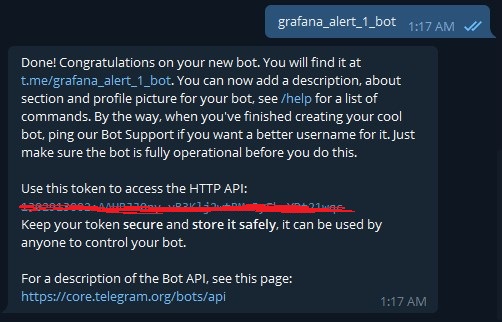 grafana_alert_1_bot 1:17 AM
Done! Congratulations on your new bot. You will find it at
t.me/grafana_alert_1_bot. You can now add a description, about
section and profile picture for your bot, see /help for a list of
commands. By the way, when you've finished creating your cool
bot, ping our Bot Support if you want a better username for it. Just
make sure the bot is fully operational before you do this.
Use this token to access the HTTP API:
Keep your token secure and store it safely, it can be used by
anyone to control your bot.
For a description of the Bot API, see this page:
https://core.telegram.org/bots/api 1:17 AM